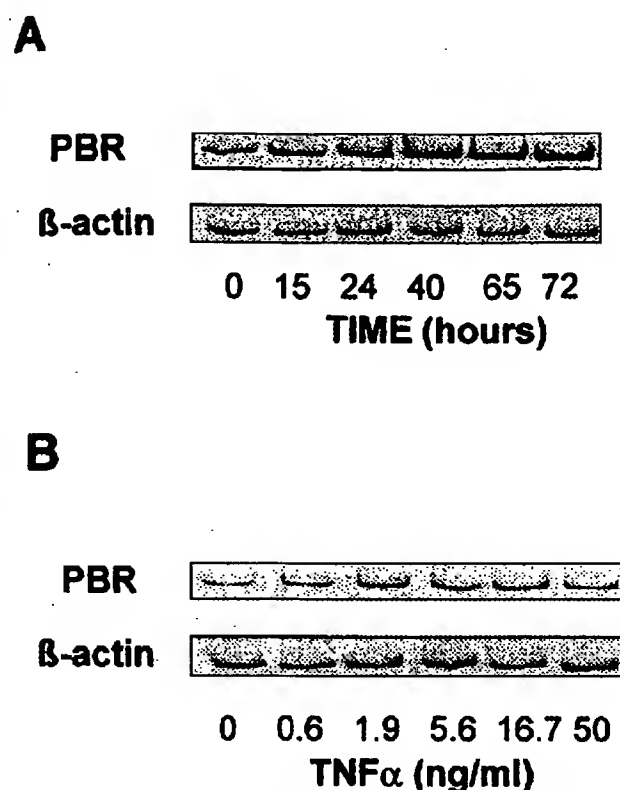 A
PBR
ß-actin
0 15 24 40 65 72
TIME (hours)
B
PBR
ß-actin
0 0.6 1.9 5.6 16.7 50
TNFα (ng/ml)